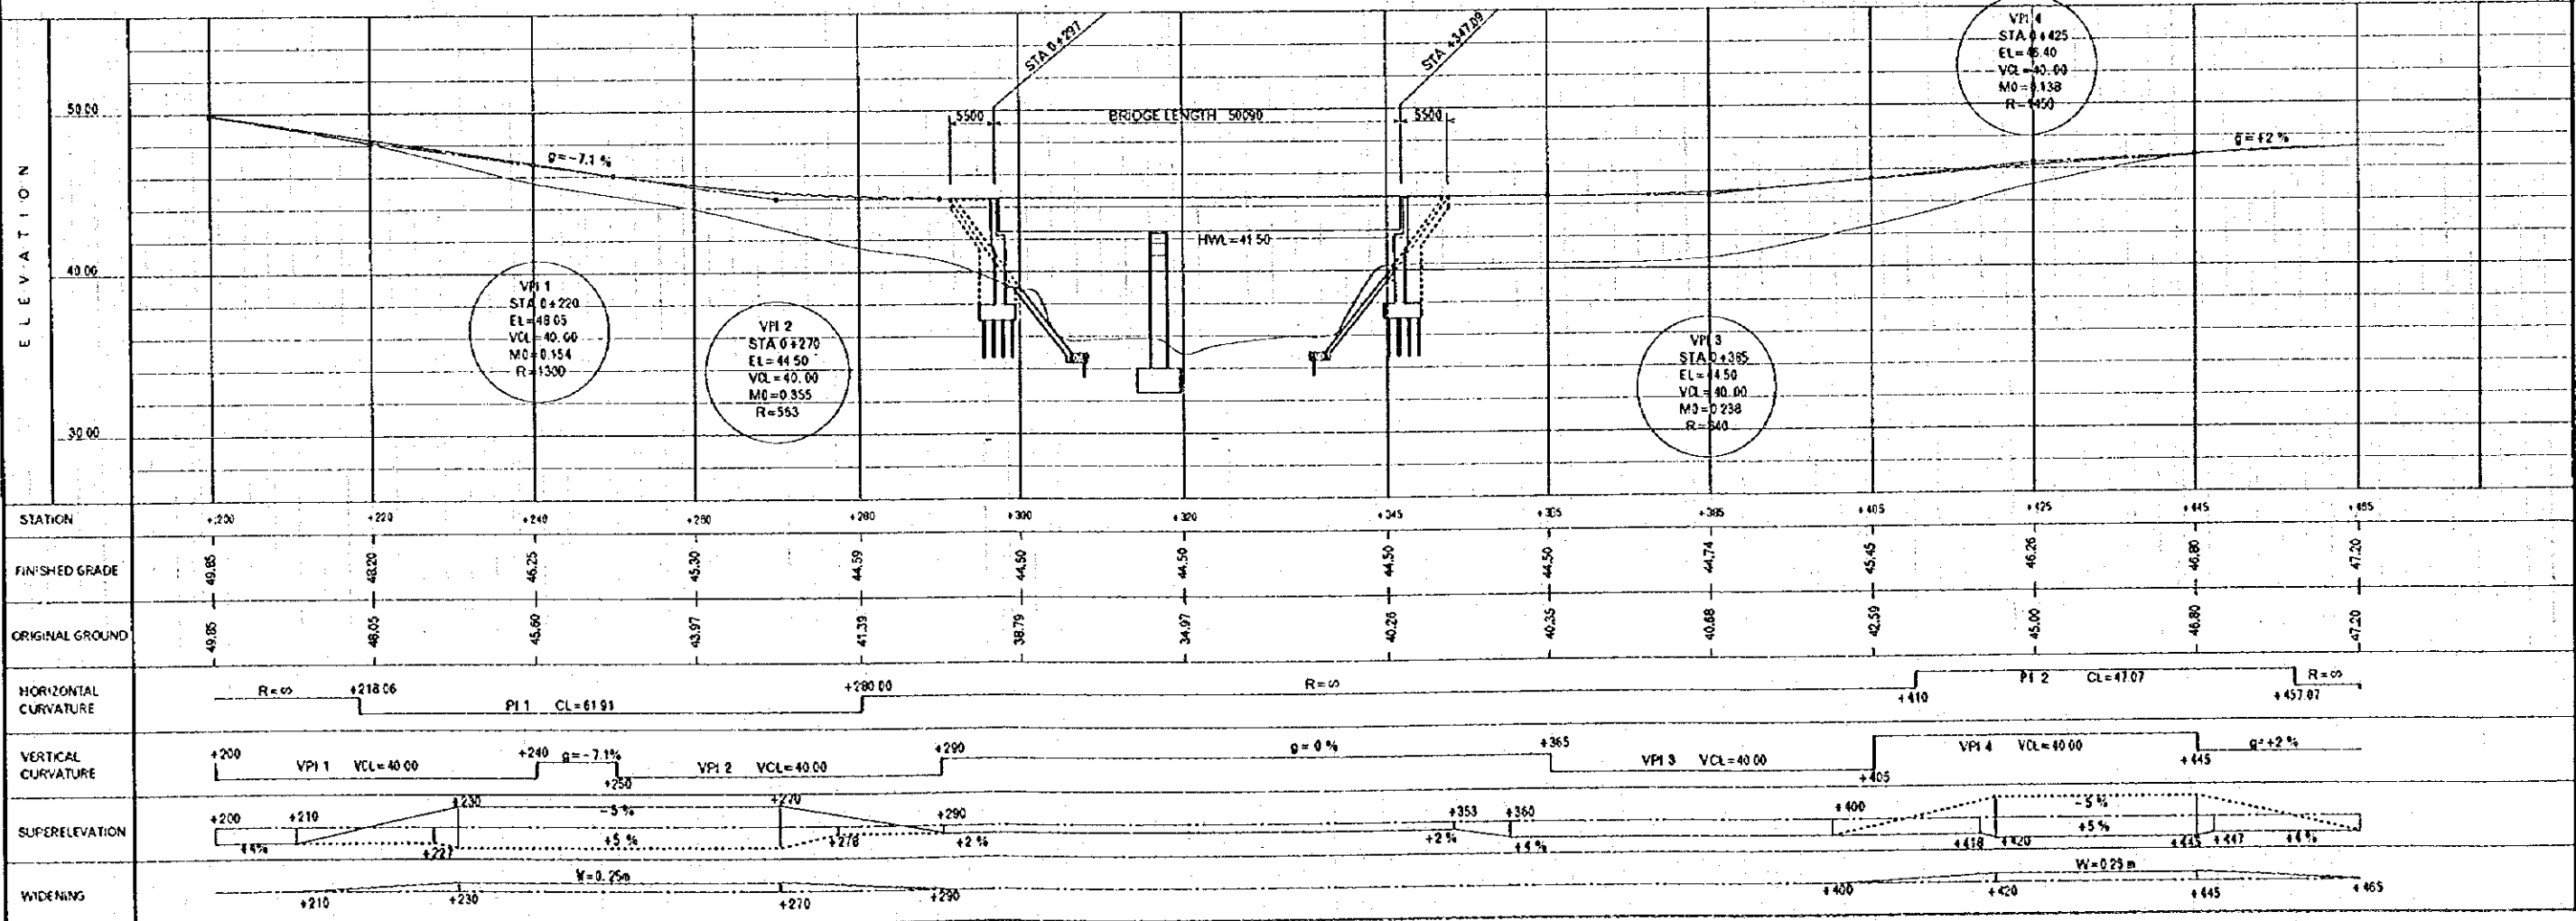 STA 0+297
STA +347.09
VPI 4
STA 0+425
EL=46.40
VCL=40.00
M0=0.138
R=1450
ELEVATION
50.00
40.00
30.00
5500
BRIDGE LENGTH 50090
5500
g=-7.1 %
g=+2 %
HWL=41.50
VPI 1
STA 0+220
EL=48.05
VCL=40.00
M0=0.154
R=1300
VPI 2
STA 0+270
EL=44.50
VCL=40.00
M0=0.355
R=563
VPI 3
STA 0+385
EL=44.50
VCL=40.00
M0=0.238
R=840
STATION +200 +220 +240 +260 +280 +300 +320 +345 +365 +385 +405 +425 +445 +465
FINISHED GRADE 49.85 48.20 46.25 45.30 44.59 44.50 44.50 44.50 44.50 44.74 45.45 46.26 46.80 47.20
ORIGINAL GROUND 49.85 48.05 45.60 43.97 41.39 38.79 34.97 40.26 40.35 40.68 42.59 45.00 46.80 47.20
HORIZONTAL CURVATURE
R=∞ +218.06 PI 1 CL=61.91 +280.00 R=∞ +410 PI 2 CL=47.07 +457.07 R=∞
VERTICAL CURVATURE
+200 VPI 1 VCL=40.00 +240 g=-7.1% +250 VPI 2 VCL=40.00 +290 g=0 % +365 VPI 3 VCL=40.00 +405 VPI 4 VCL=40.00 +445 g=+2 %
SUPERELEVATION
+200 +210 +230 -5 % +270 +290 +353 +360 +400 -5 %
+4% +227 +5 % +278 +2 % +2 % +4 % +418 +420 +5 % +445 +447 +4 %
WIDENING
W=0.25m W=0.25m
+210 +230 +270 +290 +400 +420 +445 +465